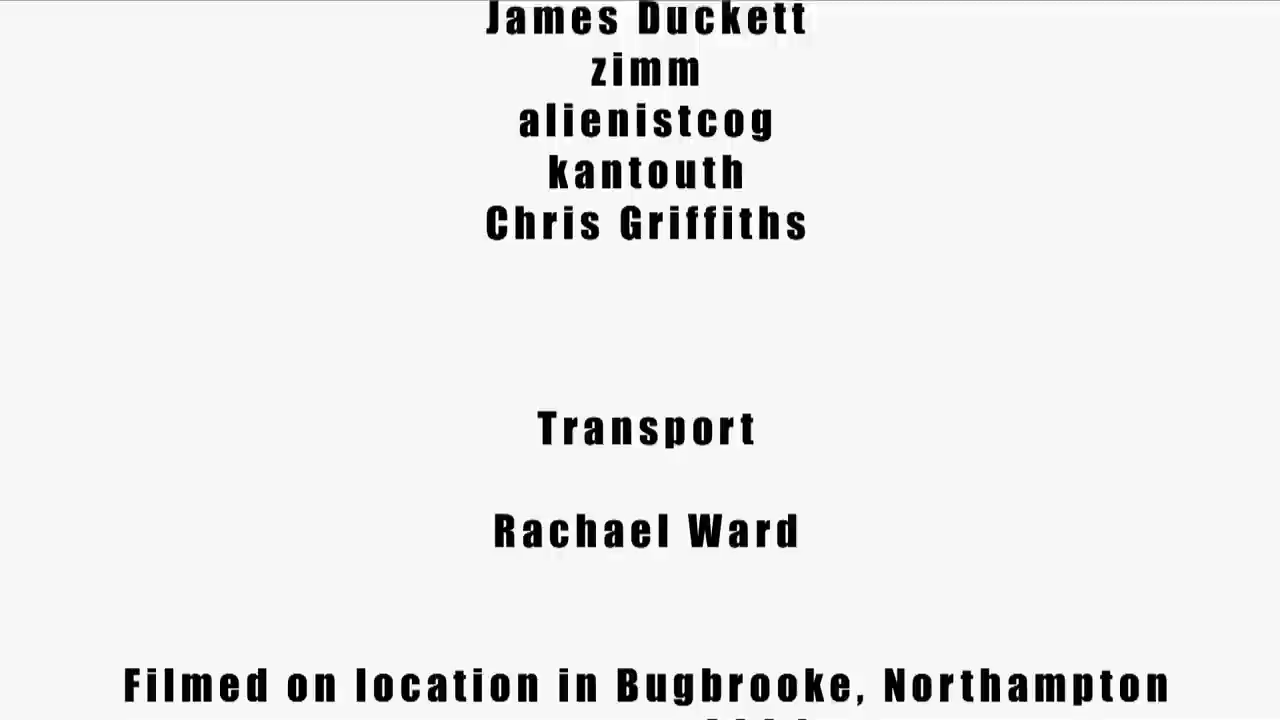 James Duckett
zimm
alienistcog
kantouth
Chris Griffiths
Transport
Rachael Ward
Filmed on location in Bugbrooke, Northampton